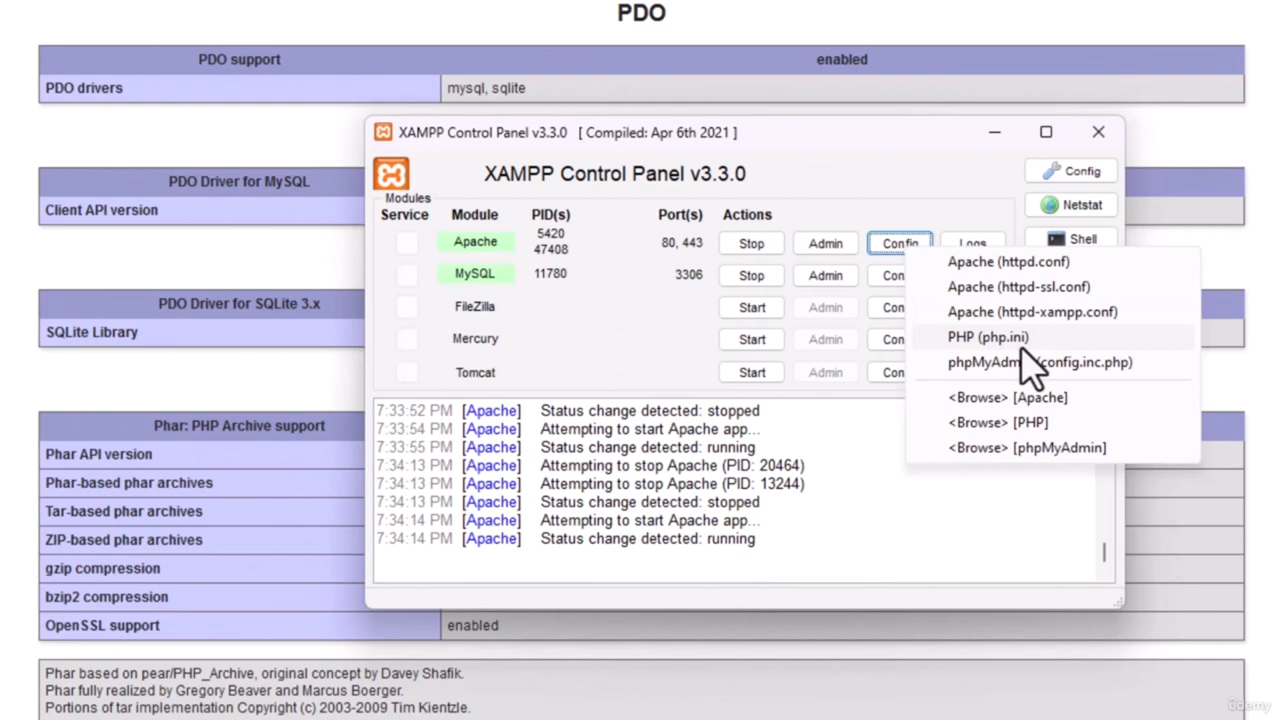 PDO
PDO support enabled
PDO drivers mysql, sqlite
PDO Driver for MySQL
Client API version
PDO Driver for SQLite 3.x
SQLite Library
Phar: PHP Archive support
Phar API version
Phar-based phar archives
Tar-based phar archives
ZIP-based phar archives
gzip compression
bzip2 compression
OpenSSL support enabled
Phar based on pear/PHP_Archive, original concept by Davey Shafik.
Phar fully realized by Gregory Beaver and Marcus Boerger.
Portions of tar implementation Copyright (c) 2003-2009 Tim Kientzle.
XAMPP Control Panel v3.3.0 [ Compiled: Apr 6th 2021 ]
XAMPP Control Panel v3.3.0
Config
Netstat
Shell
Modules
Service Module PID(s) Port(s) Actions
Apache 5420 47408 80, 443 Stop Admin Config Logs
MySQL 11780 3306 Stop Admin Con
FileZilla Start Admin Con
Mercury Start Admin Con
Tomcat Start Admin Con
Apache (httpd.conf)
Apache (httpd-ssl.conf)
Apache (httpd-xampp.conf)
PHP (php.ini)
phpMyAdm (config.inc.php)
<Browse> [Apache]
<Browse> [PHP]
<Browse> [phpMyAdmin]
7:33:52 PM [Apache] Status change detected: stopped
7:33:54 PM [Apache] Attempting to start Apache app...
7:33:55 PM [Apache] Status change detected: running
7:34:13 PM [Apache] Attempting to stop Apache (PID: 20464)
7:34:13 PM [Apache] Attempting to stop Apache (PID: 13244)
7:34:13 PM [Apache] Status change detected: stopped
7:34:14 PM [Apache] Attempting to start Apache app...
7:34:14 PM [Apache] Status change detected: running
ûdemy